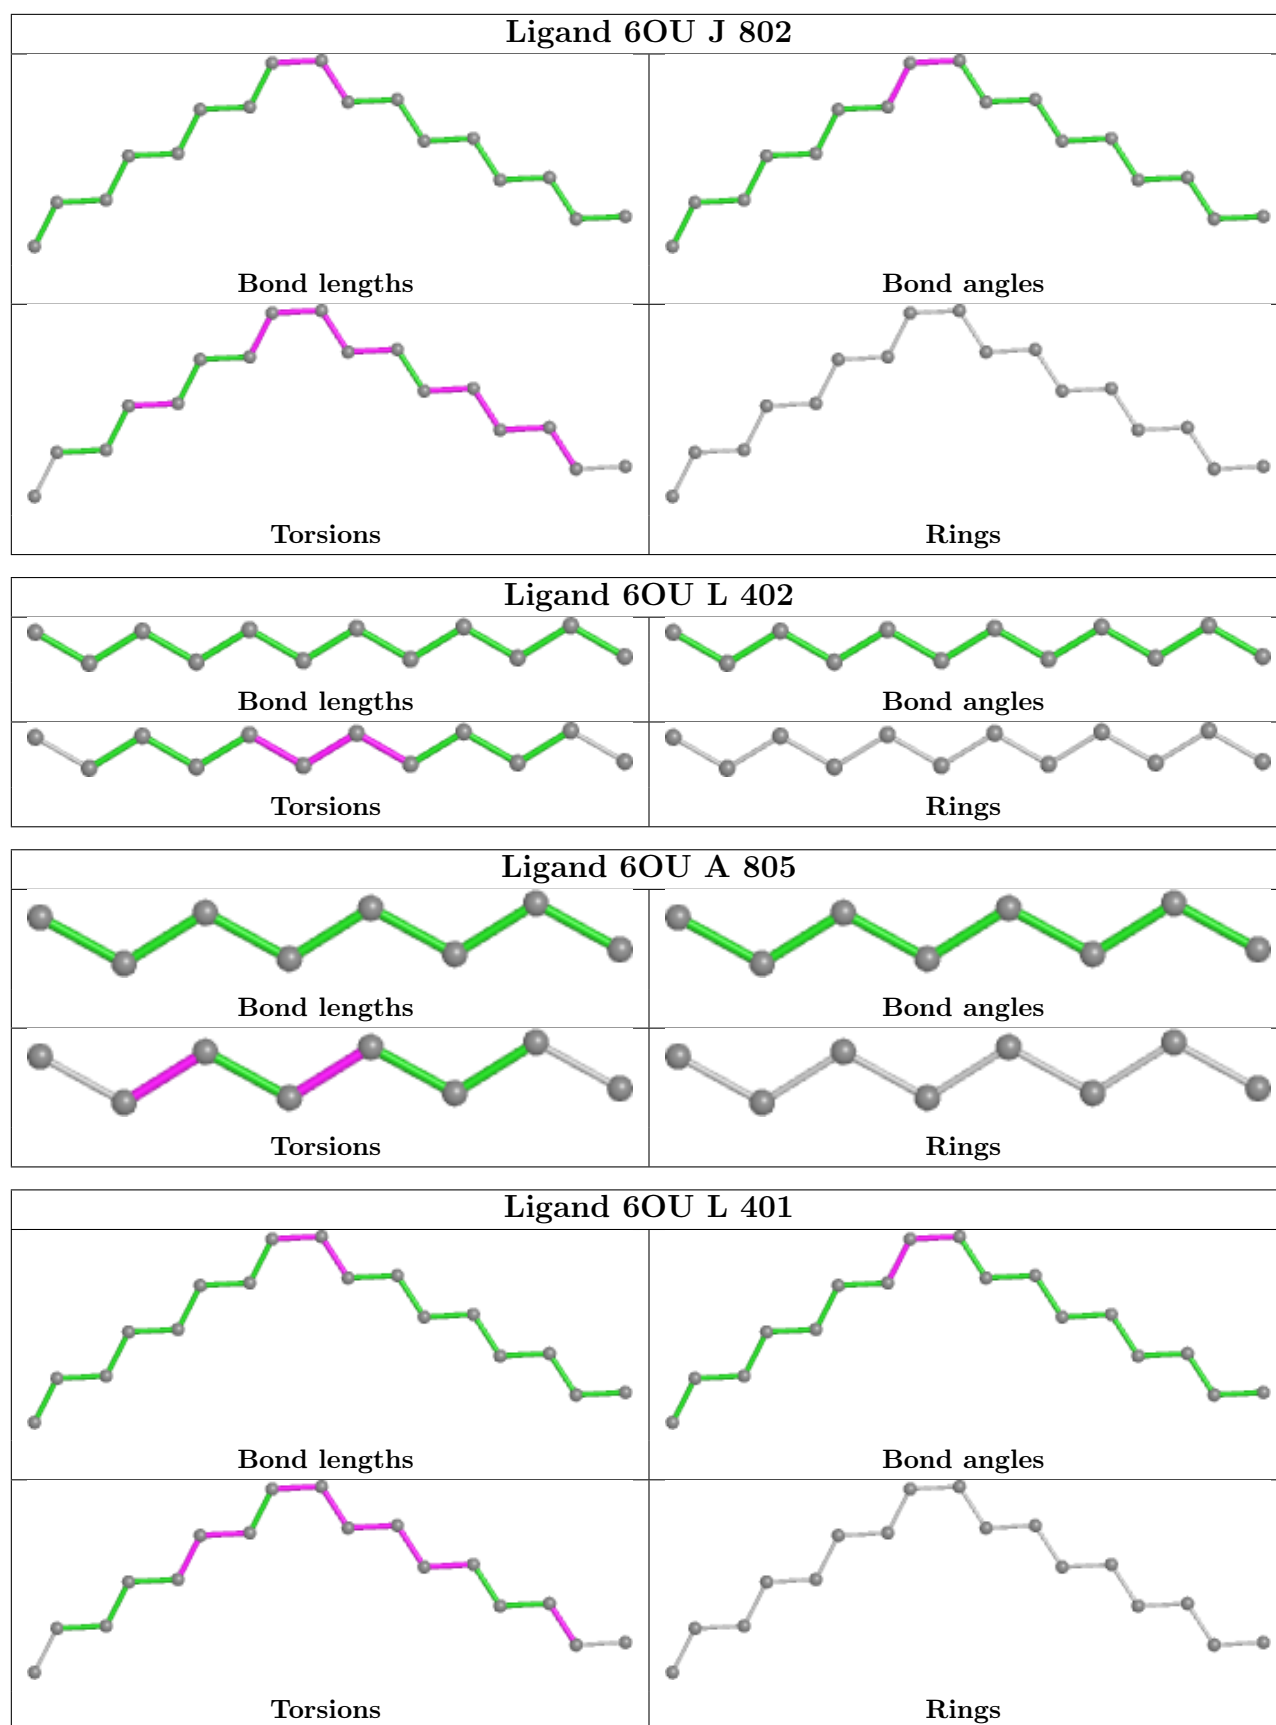 Ligand 6OU J 802
Bond lengths
Bond angles
Torsions
Rings
Ligand 6OU L 402
Bond lengths
Bond angles
Torsions
Rings
Ligand 6OU A 805
Bond lengths
Bond angles
Torsions
Rings
Ligand 6OU L 401
Bond lengths
Bond angles
Torsions
Rings